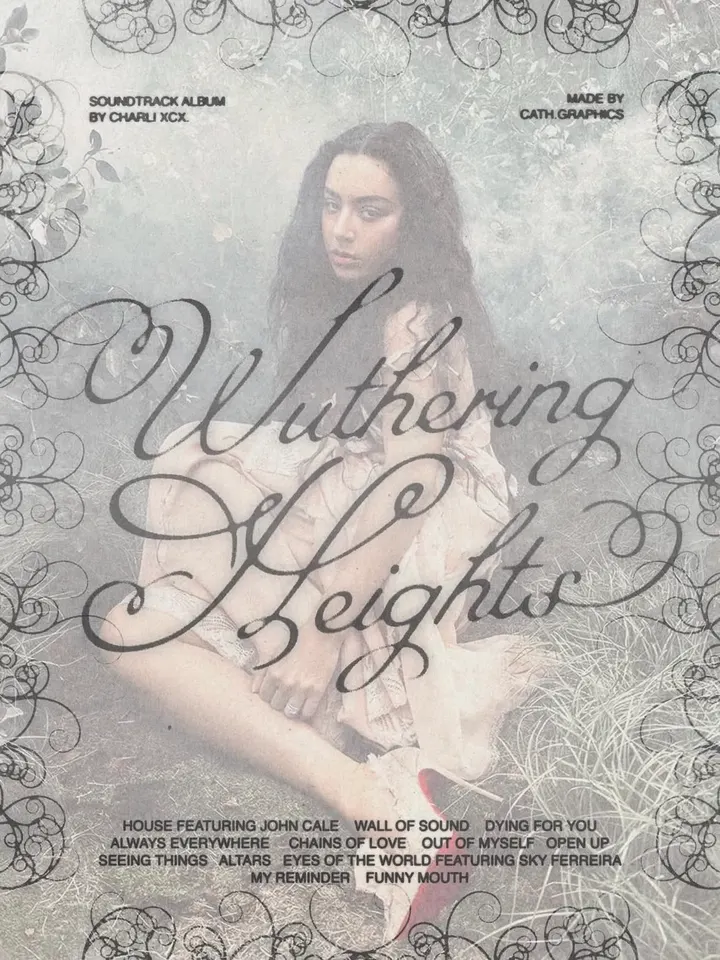 SOUNDTRACK ALBUM
BY CHARLI XCX.
MADE BY
CATH.GRAPHICS
Wuthering
Heights
HOUSE FEATURING JOHN CALE WALL OF SOUND DYING FOR YOU
ALWAYS EVERYWHERE CHAINS OF LOVE OUT OF MYSELF OPEN UP
SEEING THINGS ALTARS EYES OF THE WORLD FEATURING SKY FERREIRA
MY REMINDER FUNNY MOUTH